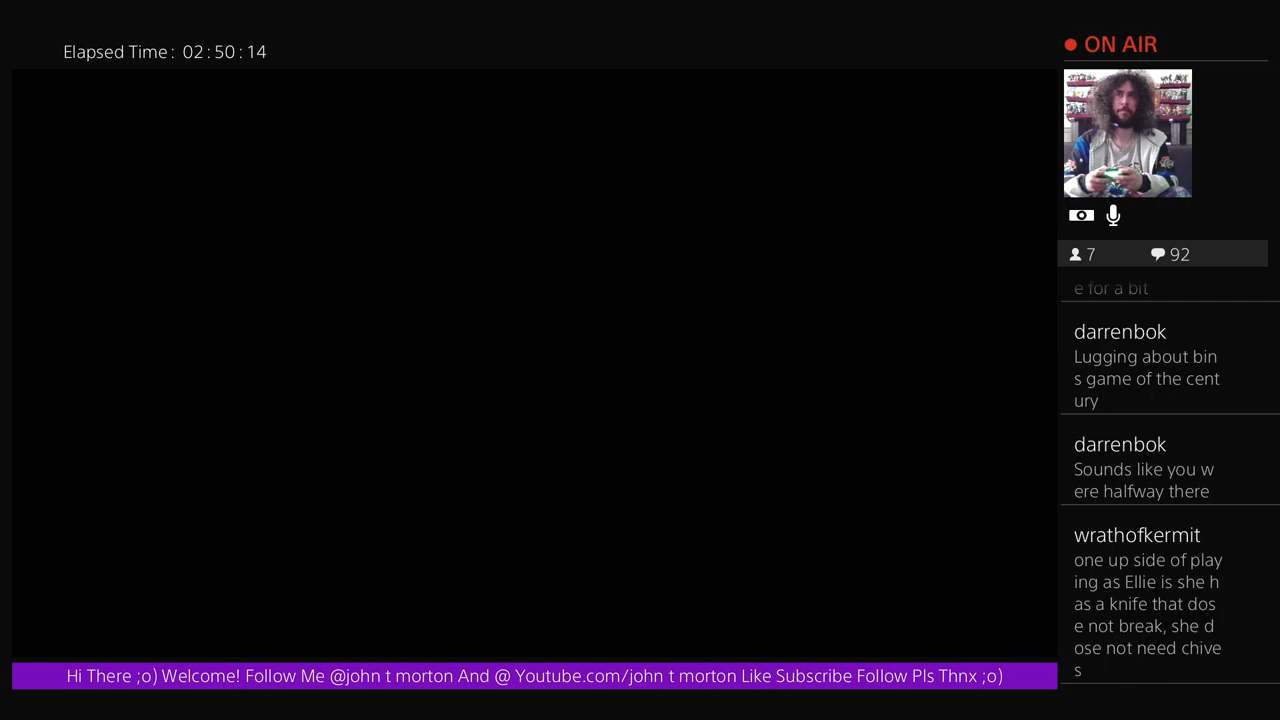 Elapsed Time: 02:50:14
ON AIR
7 92
e for a bit
darrenbok
Lugging about bin
s game of the cent
ury
darrenbok
Sounds like you w
ere halfway there
wrathofkermit
one up side of play
ing as Ellie is she h
as a knife that dos
e not break, she d
ose not need chive
s
Hi There ;o) Welcome! Follow Me @john t morton And @ Youtube.com/john t morton Like Subscribe Follow Pls Thnx ;o)